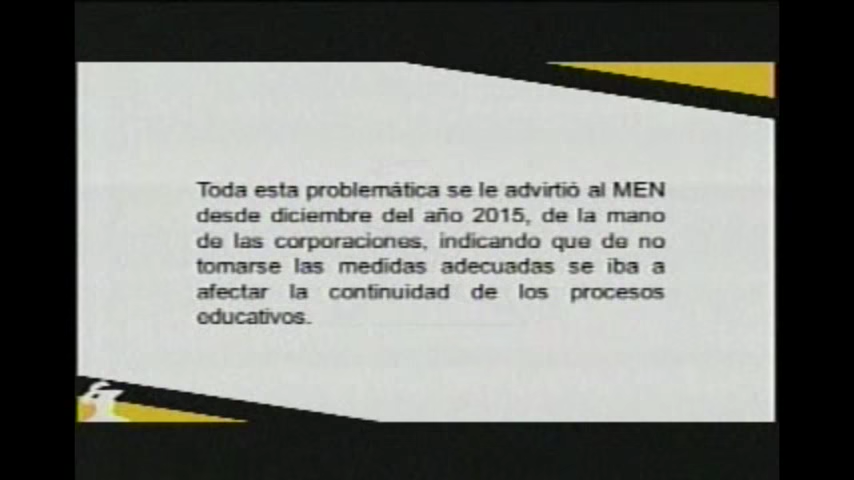 Toda esta problemática se le advirtió al MEN
desde diciembre del año 2015, de la mano
de las corporaciones, indicando que de no
tomarse las medidas adecuadas se iba a
afectar la continuidad de los procesos
educativos.